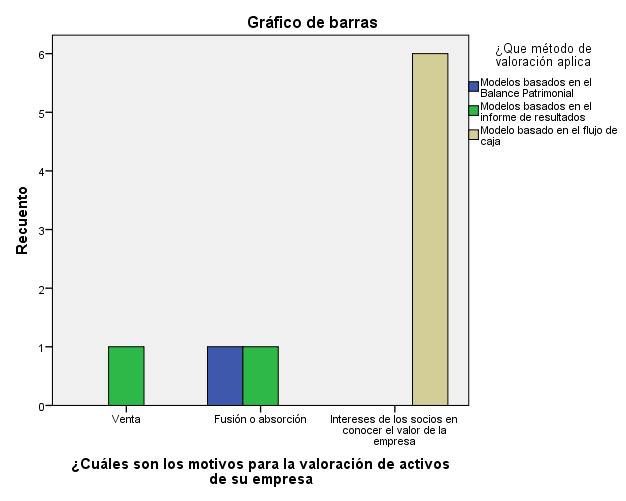 Gráfico de barras
¿Que método de
valoración aplica
Modelos basados en el
Balance Patrimonial
Modelos basados en el
informe de resultados
Modelo basado en el flujo de
caja
Recuento
6
5
4
3
2
1
0
Venta
Fusión o absorción
Intereses de los socios en
conocer el valor de la
empresa
¿Cuáles son los motivos para la valoración de activos
de su empresa